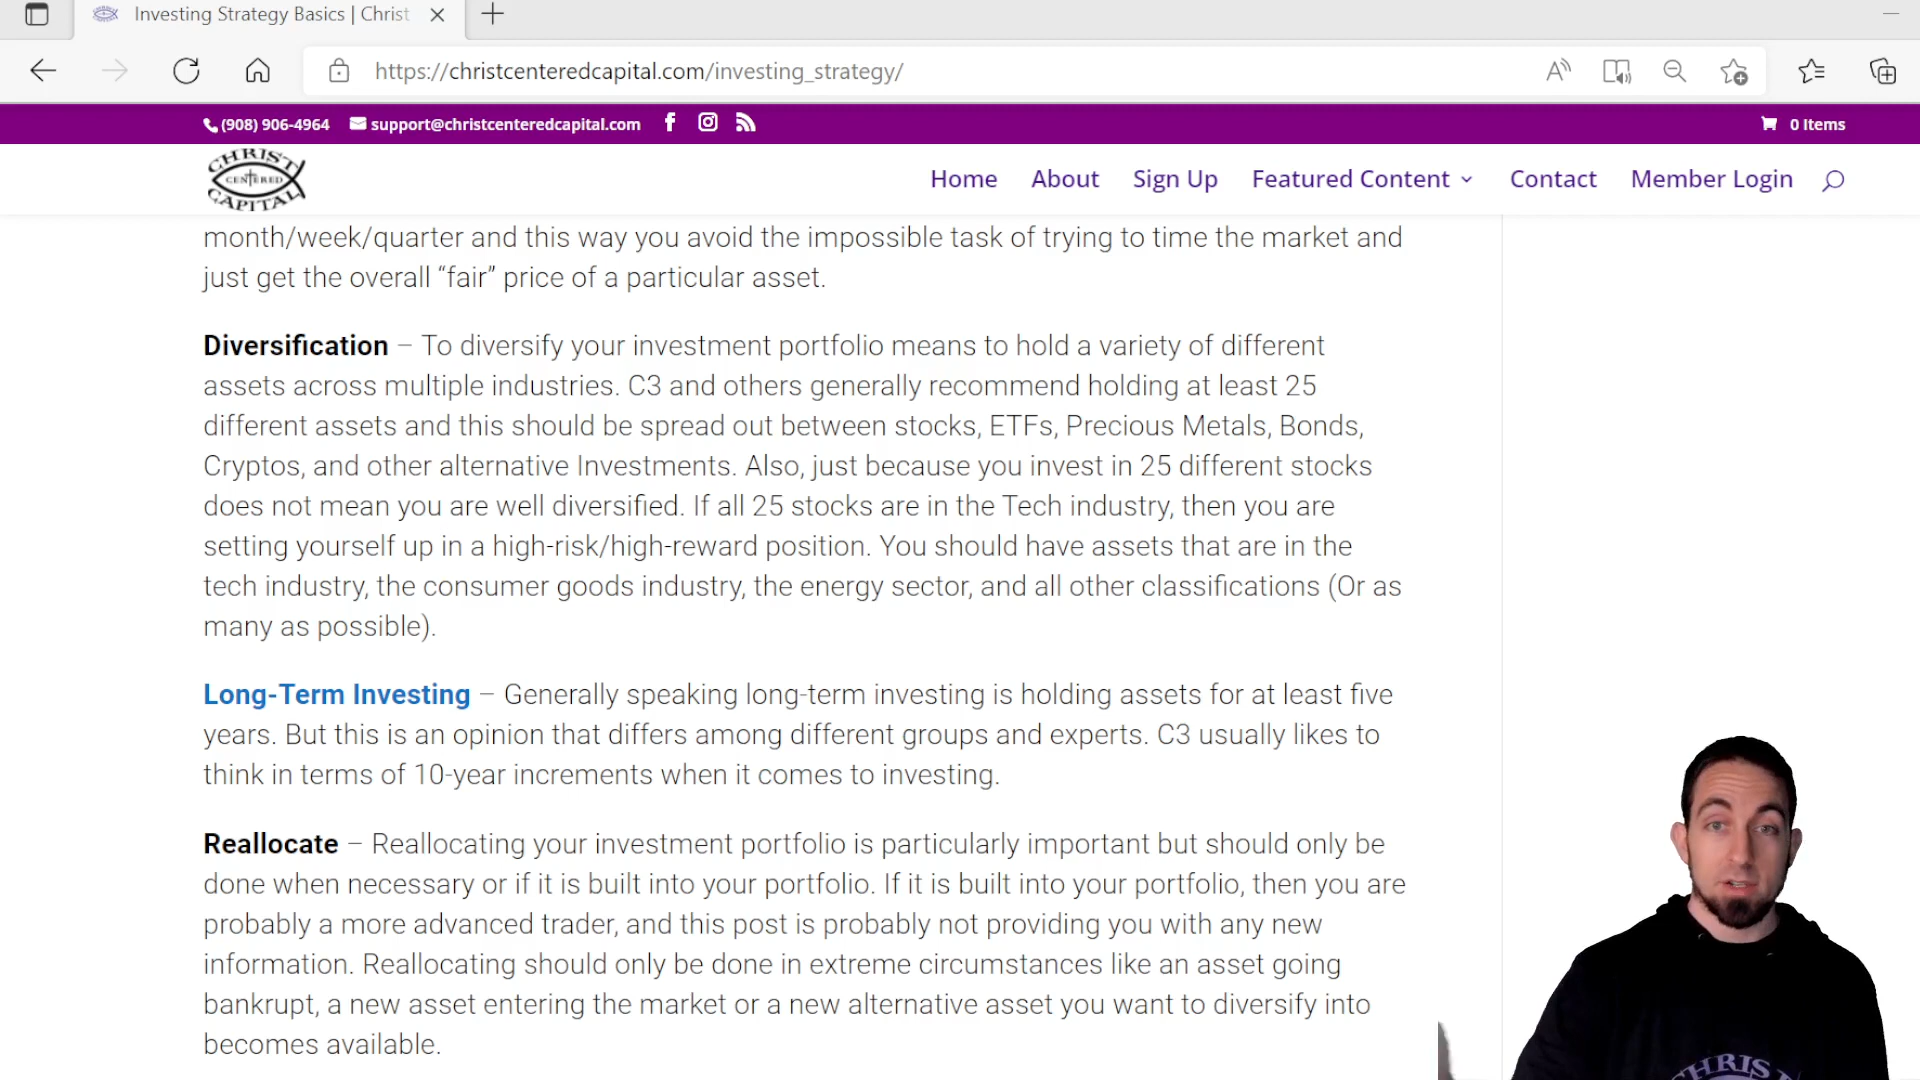 Investing Strategy Basics | Christ
https://christcenteredcapital.com/investing_strategy/
(908) 906-4964 support@christcenteredcapital.com 0 Items
CHRIST
CENTERED
CAPITAL
Home About Sign Up Featured Content Contact Member Login
month/week/quarter and this way you avoid the impossible task of trying to time the market and
just get the overall “fair” price of a particular asset.
Diversification – To diversify your investment portfolio means to hold a variety of different
assets across multiple industries. C3 and others generally recommend holding at least 25
different assets and this should be spread out between stocks, ETFs, Precious Metals, Bonds,
Cryptos, and other alternative Investments. Also, just because you invest in 25 different stocks
does not mean you are well diversified. If all 25 stocks are in the Tech industry, then you are
setting yourself up in a high-risk/high-reward position. You should have assets that are in the
tech industry, the consumer goods industry, the energy sector, and all other classifications (Or as
many as possible).
Long-Term Investing – Generally speaking long-term investing is holding assets for at least five
years. But this is an opinion that differs among different groups and experts. C3 usually likes to
think in terms of 10-year increments when it comes to investing.
Reallocate – Reallocating your investment portfolio is particularly important but should only be
done when necessary or if it is built into your portfolio. If it is built into your portfolio, then you are
probably a more advanced trader, and this post is probably not providing you with any new
information. Reallocating should only be done in extreme circumstances like an asset going
bankrupt, a new asset entering the market or a new alternative asset you want to diversify into
becomes available.
CHRIS